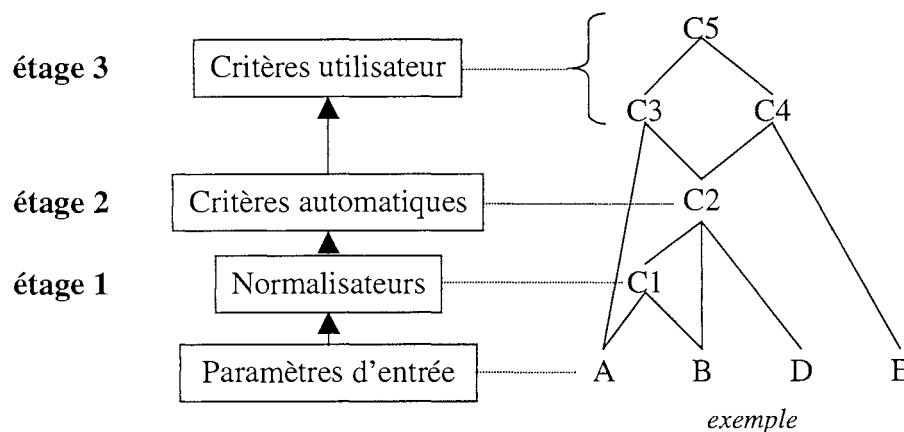 C5
étage 3 Critères utilisateur
C3 C4
étage 2 Critères automatiques C2
étage 1 Normalisateurs C1
Paramètres d'entrée A B D E
exemple